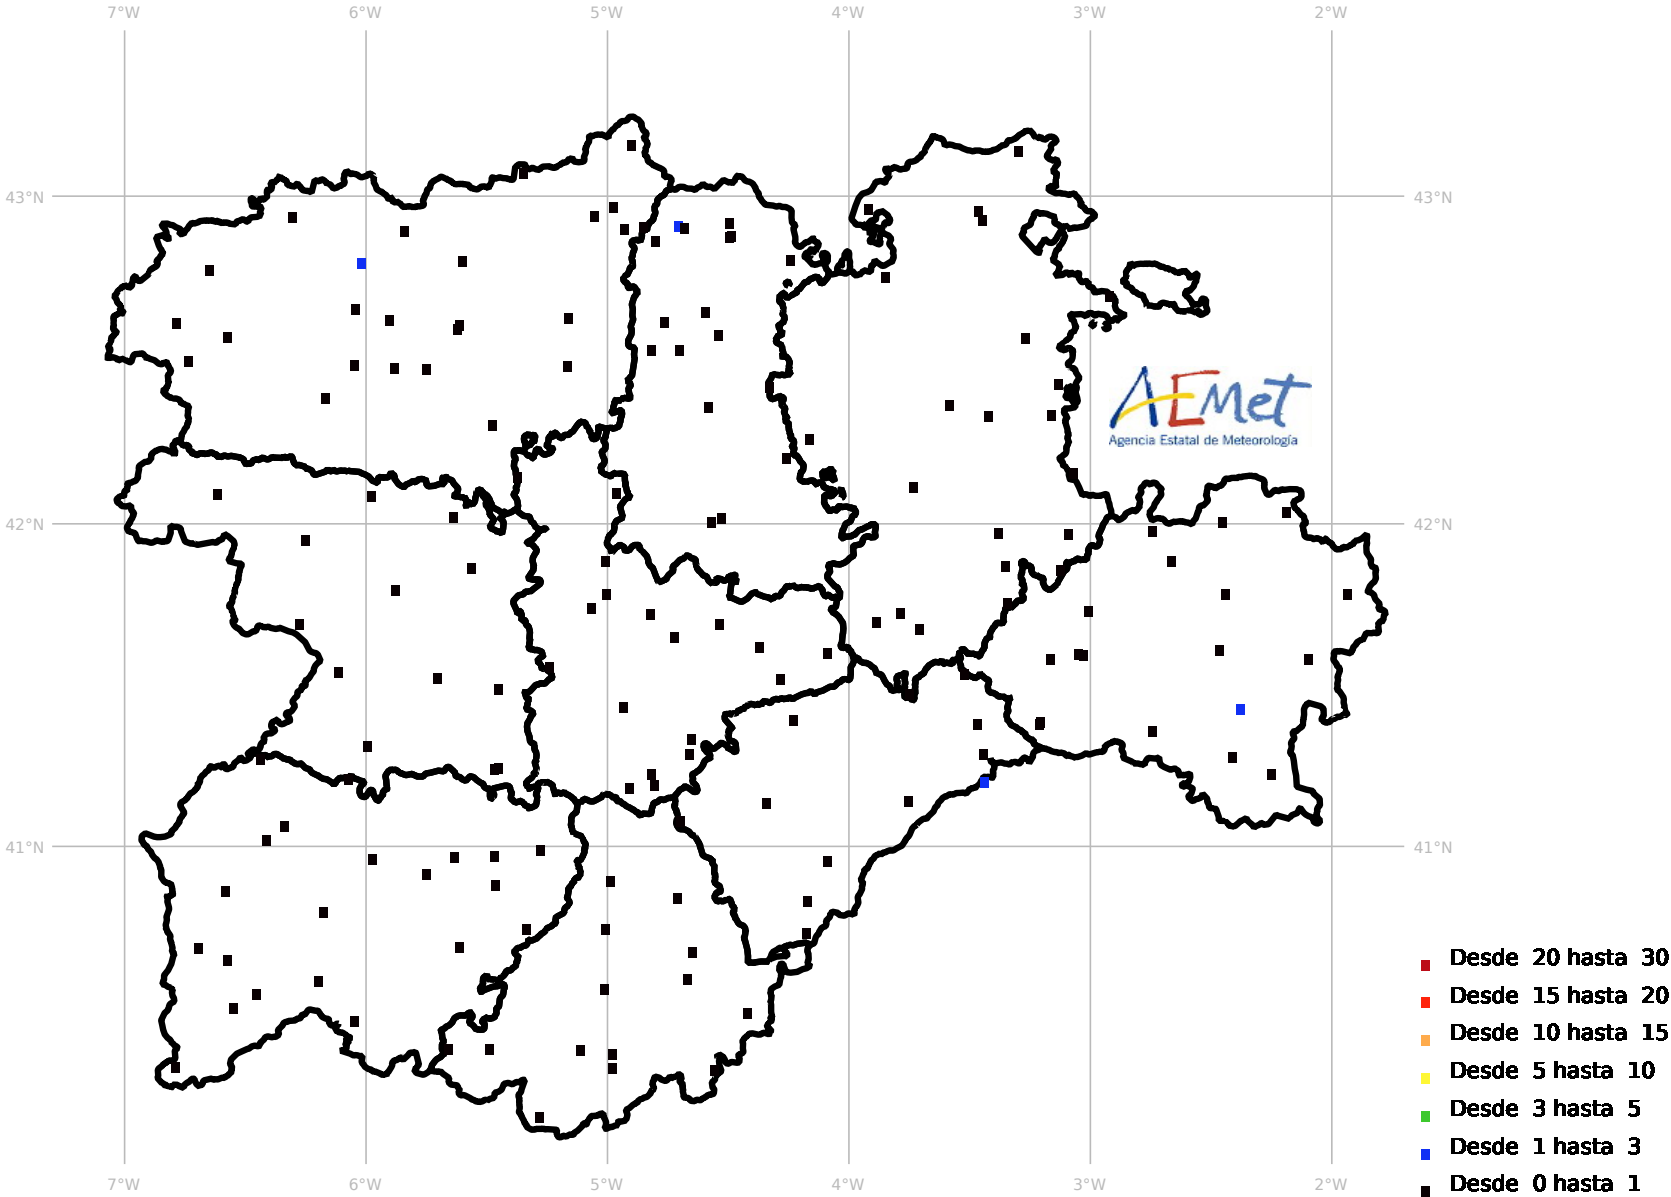 7°W 6°W 5°W 4°W 3°W 2°W
43°N 43°N
AEMet
Agencia Estatal de Meteorología
42°N 42°N
41°N 41°N
Desde 20 hasta 30
Desde 15 hasta 20
Desde 10 hasta 15
Desde 5 hasta 10
Desde 3 hasta 5
Desde 1 hasta 3
Desde 0 hasta 1
7°W 6°W 5°W 4°W 3°W 2°W